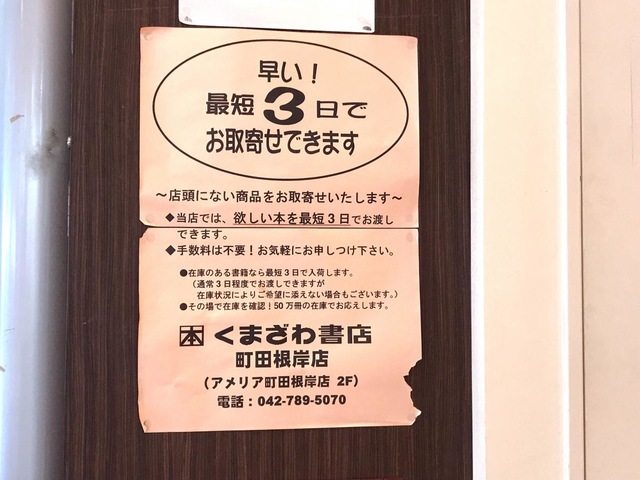 早い！
最短3日で
お取寄せできます
～店頭にない商品をお取寄せいたします～
◆当店では、欲しい本を最短3日でお渡し
できます。
◆手数料は不要！お気軽にお申しつけ下さい。
●在庫のある書籍なら最短3日で入荷します。
（通常3日程度でお渡しできますが
在庫状況によりご希望に添えない場合もございます。）
●その場で在庫を確認！50万冊の在庫でお応えします。
本 くまざわ書店
町田根岸店
（アメリア町田根岸店 2F）
電話：042-789-5070